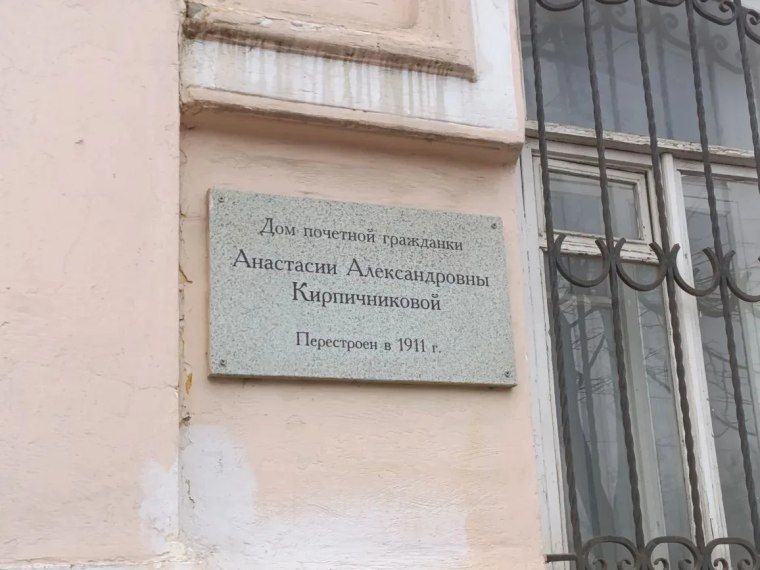 Дом почетной гражданки
Анастасии Александровны
Кирпичниковой
Перестроен в 1911 г.